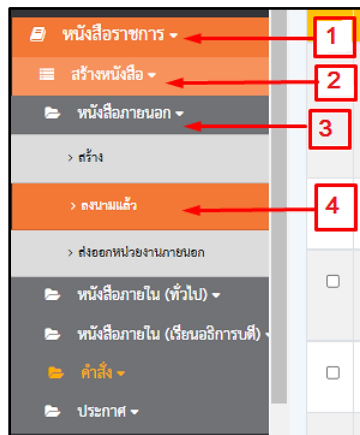 หนังสือราชการ
1
สร้างหนังสือ
2
หนังสือภายนอก
3
> สร้าง
> ลงนามแล้ว
4
> ส่งออกหน่วยงานภายนอก
หนังสือภายใน (ทั่วไป)
หนังสือภายใน (เรียนอธิการบดี)
คำสั่ง
ประกาศ